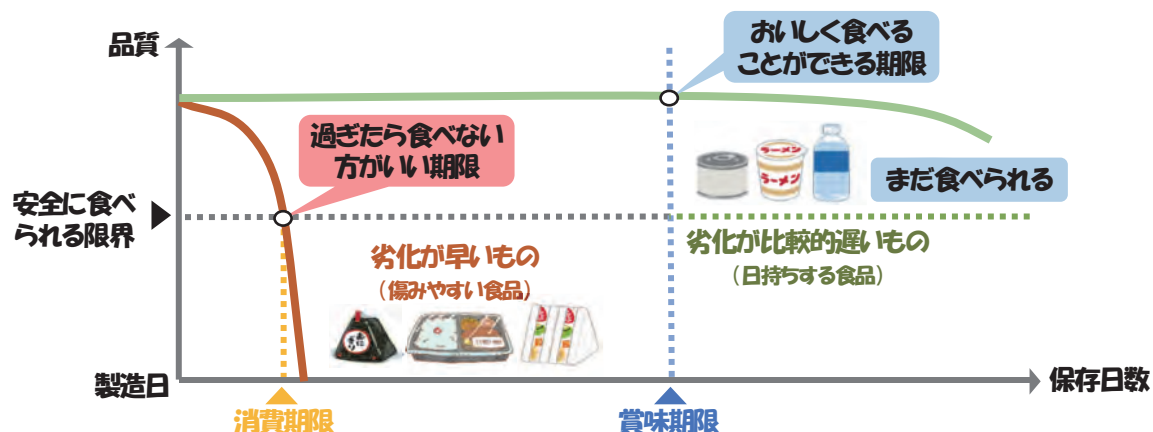 品質
おいしく食べる
ことができる期限
過ぎたら食べない
方がいい期限
ラーメン
ラーメン
まだ食べられる
安全に食べ
られる限界
劣化が早いもの
（傷みやすい食品）
劣化が比較的遅いもの
（日持ちする食品）
製造日
保存日数
消費期限
賞味期限